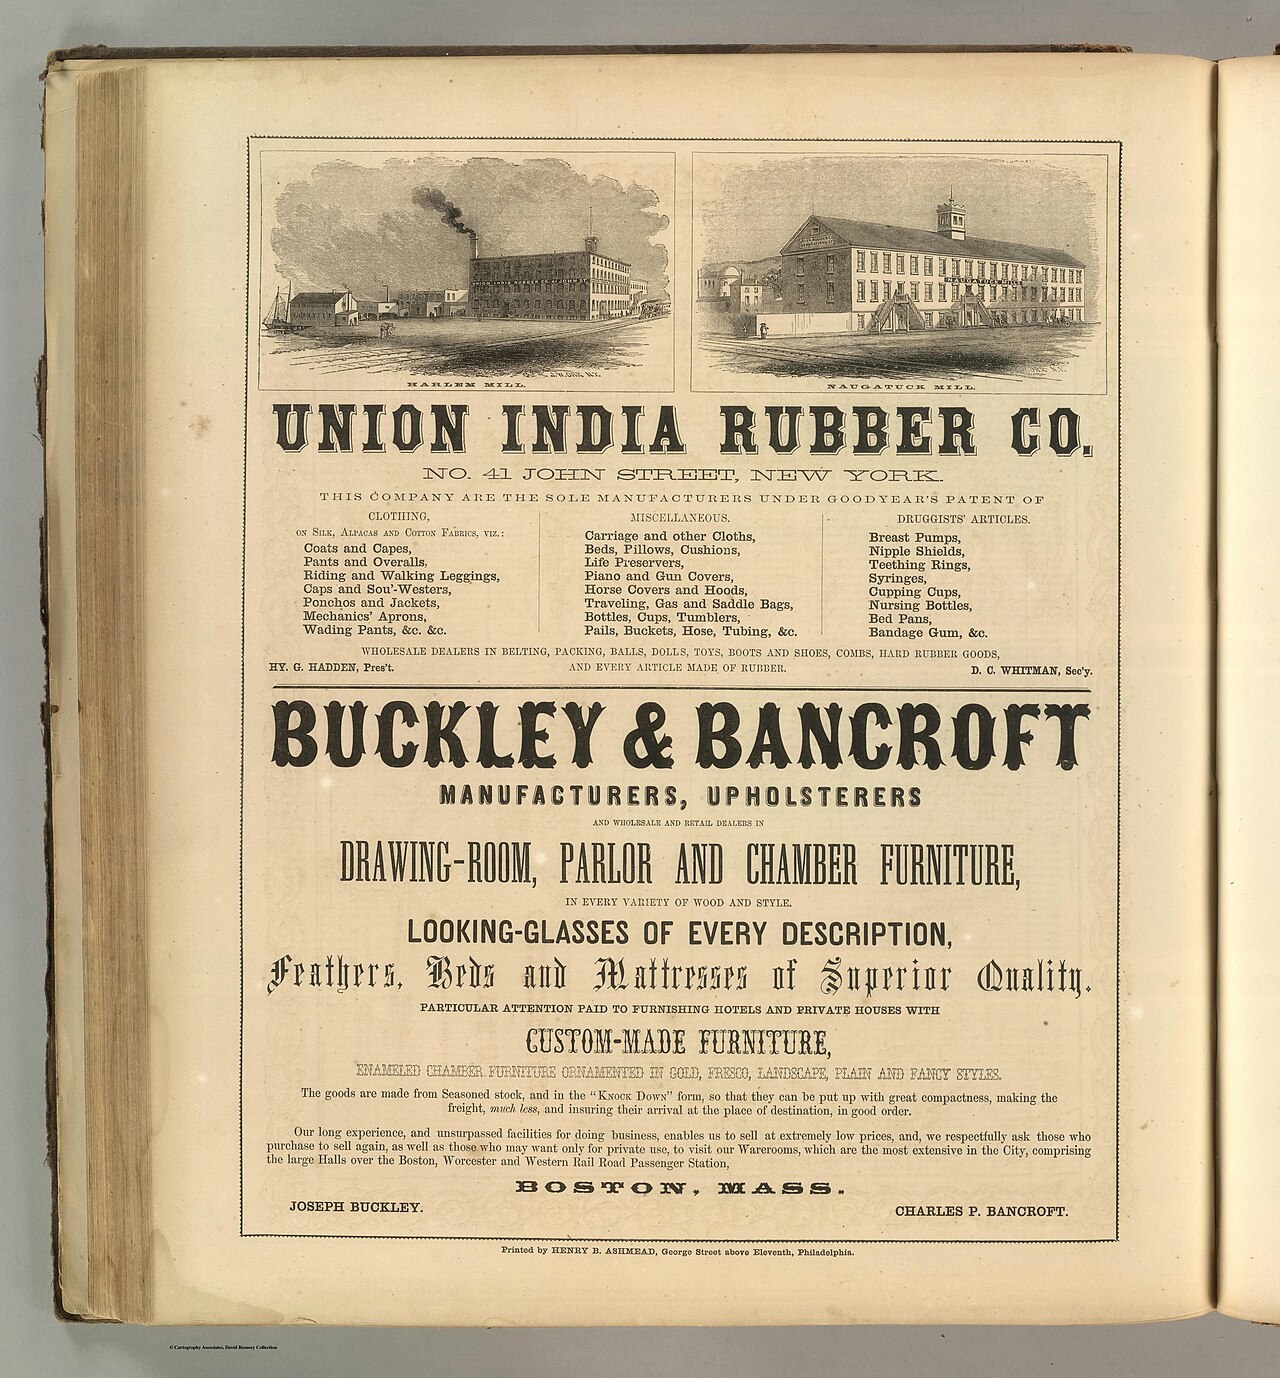 HARLEM MILL.
NAUGATUCK MILLS
NAUGATUCK MILL.
UNION INDIA RUBBER CO.
NO. 41 JOHN STREET, NEW YORK.
THIS COMPANY ARE THE SOLE MANUFACTURERS UNDER GOODYEAR'S PATENT OF
CLOTHING,
ON SILK, ALPACAS AND COTTON FABRICS, VIZ.:
Coats and Capes,
Pants and Overalls,
Riding and Walking Leggings,
Caps and Sou'-Westers,
Ponchos and Jackets,
Mechanics' Aprons,
Wading Pants, &c. &c.
MISCELLANEOUS.
Carriage and other Cloths,
Beds, Pillows, Cushions,
Life Preservers,
Piano and Gun Covers,
Horse Covers and Hoods,
Traveling, Gas and Saddle Bags,
Bottles, Cups, Tumblers,
Pails, Buckets, Hose, Tubing, &c.
DRUGGISTS' ARTICLES.
Breast Pumps,
Nipple Shields,
Teething Rings,
Syringes,
Cupping Cups,
Nursing Bottles,
Bed Pans,
Bandage Gum, &c.
WHOLESALE DEALERS IN BELTING, PACKING, BALLS, DOLLS, TOYS, BOOTS AND SHOES, COMBS, HARD RUBBER GOODS,
HY. G. HADDEN, Pres't. AND EVERY ARTICLE MADE OF RUBBER. D. C. WHITMAN, Sec'y.
BUCKLEY & BANCROFT
MANUFACTURERS, UPHOLSTERERS
AND WHOLESALE AND RETAIL DEALERS IN
DRAWING-ROOM, PARLOR AND CHAMBER FURNITURE,
IN EVERY VARIETY OF WOOD AND STYLE.
LOOKING-GLASSES OF EVERY DESCRIPTION,
Feathers, Beds and Mattresses of Superior Quality.
PARTICULAR ATTENTION PAID TO FURNISHING HOTELS AND PRIVATE HOUSES WITH
CUSTOM-MADE FURNITURE,
ENAMELED CHAMBER FURNITURE ORNAMENTED IN GOLD, FRESCO, LANDSCAPE, PLAIN AND FANCY STYLES.
The goods are made from Seasoned stock, and in the "KNOCK DOWN" form, so that they can be put up with great compactness, making the
freight, much less, and insuring their arrival at the place of destination, in good order.
Our long experience, and unsurpassed facilities for doing business, enables us to sell at extremely low prices, and, we respectfully ask those who
purchase to sell again, as well as those who may want only for private use, to visit our Warerooms, which are the most extensive in the City, comprising
the large Halls over the Boston, Worcester and Western Rail Road Passenger Station,
BOSTON, MASS.
JOSEPH BUCKLEY. CHARLES P. BANCROFT.
Printed by HENRY B. ASHMEAD, George Street above Eleventh, Philadelphia.
© Cartography Associates, David Rumsey Collection